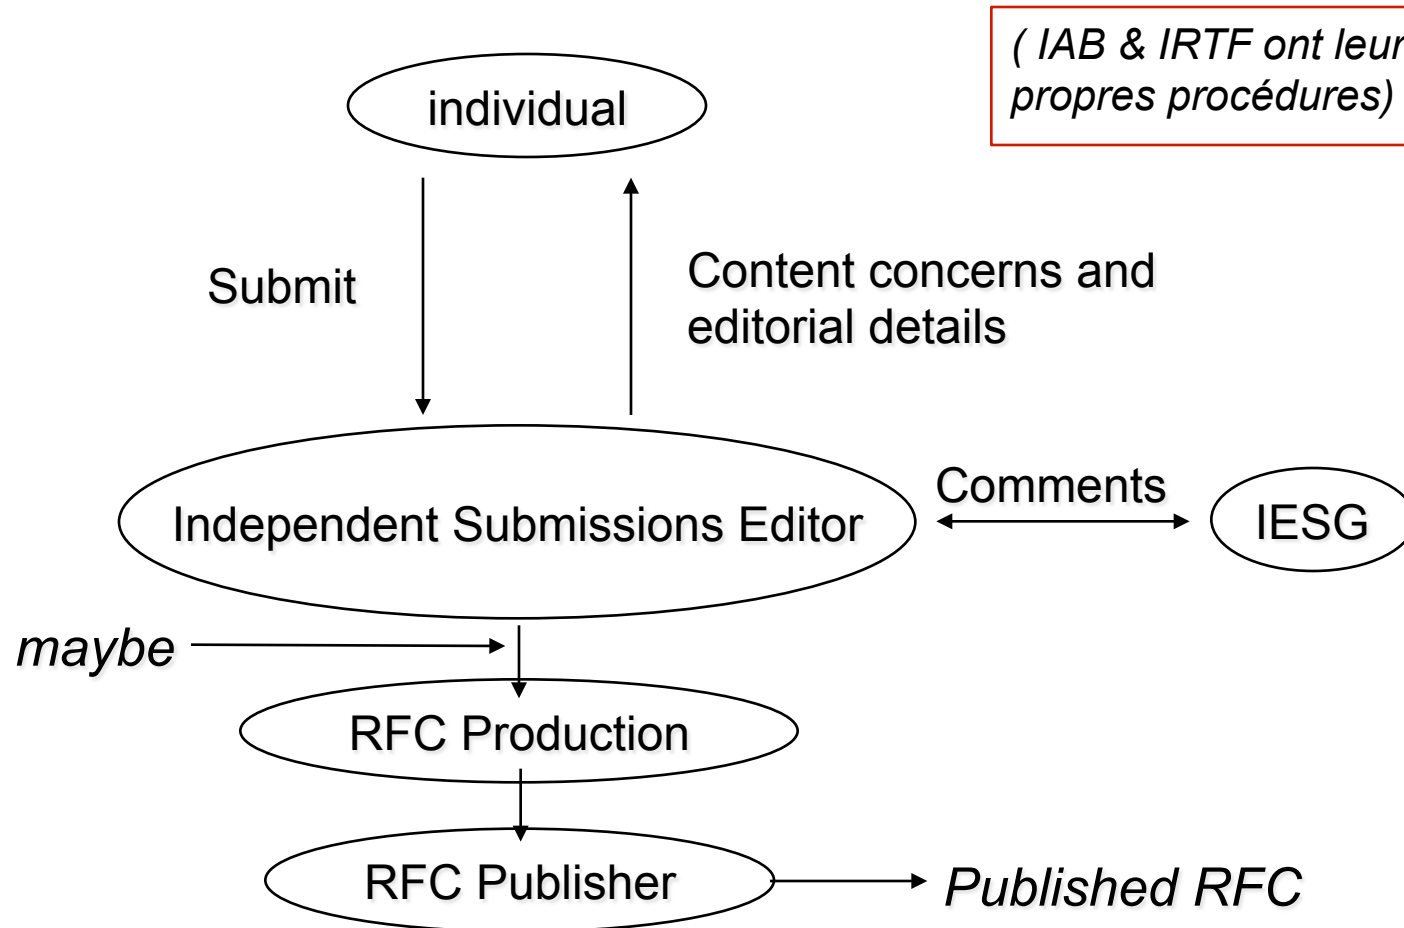 ( IAB & IRTF ont leur
propres procédures)
individual
Submit
Content concerns and
editorial details
Independent Submissions Editor
Comments
IESG
maybe
RFC Production
RFC Publisher
Published RFC